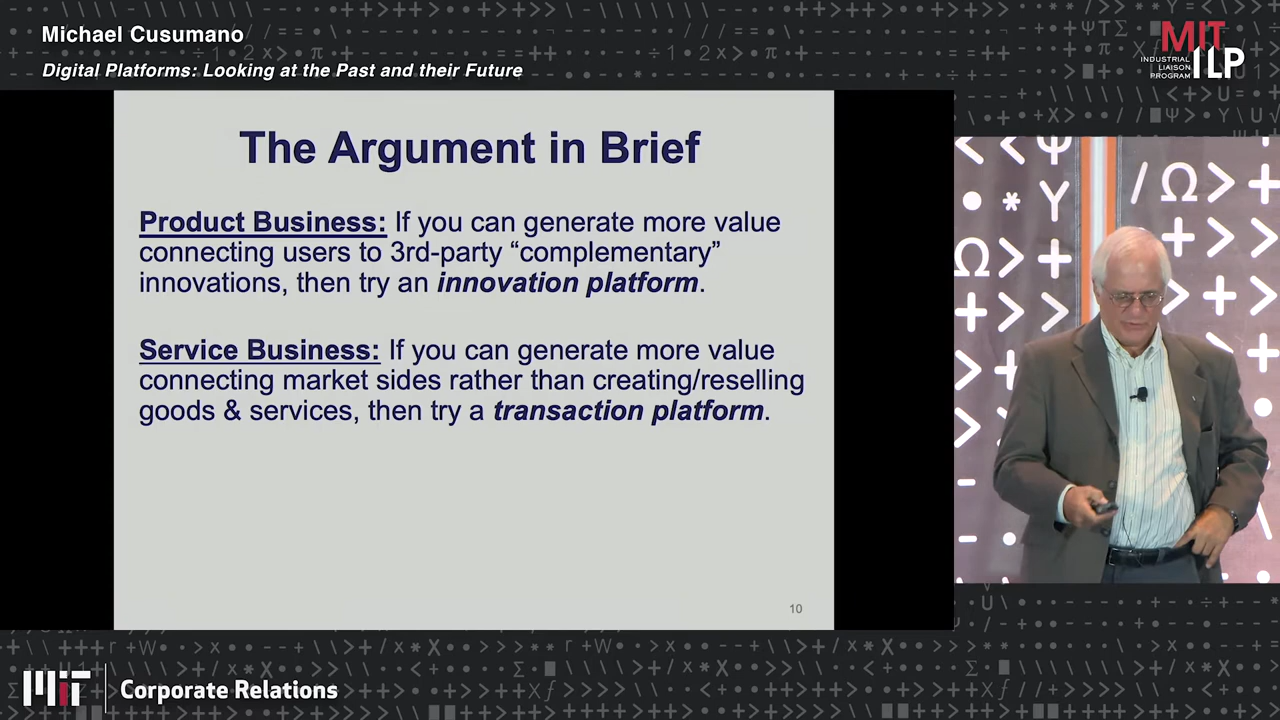 Michael Cusumano
Digital Platforms: Looking at the Past and their Future
MIT
INDUSTRIAL
LIAISON
PROGRAM
ILP
The Argument in Brief
Product Business: If you can generate more value
connecting users to 3rd-party “complementary”
innovations, then try an innovation platform.
Service Business: If you can generate more value
connecting market sides rather than creating/reselling
goods & services, then try a transaction platform.
10
MIT
Corporate Relations